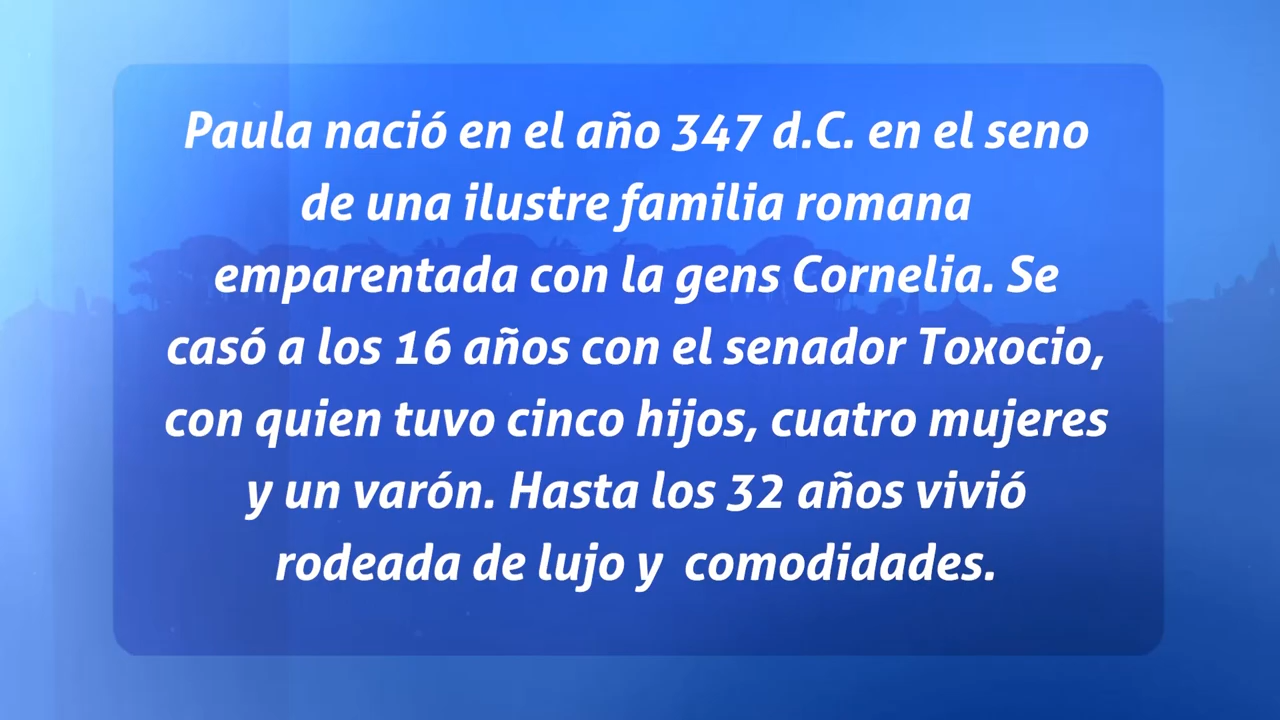 Paula nació en el año 347 d.C. en el seno
de una ilustre familia romana
emparentada con la gens Cornelia. Se
casó a los 16 años con el senador Toxocio,
con quien tuvo cinco hijos, cuatro mujeres
y un varón. Hasta los 32 años vivió
rodeada de lujo y  comodidades.